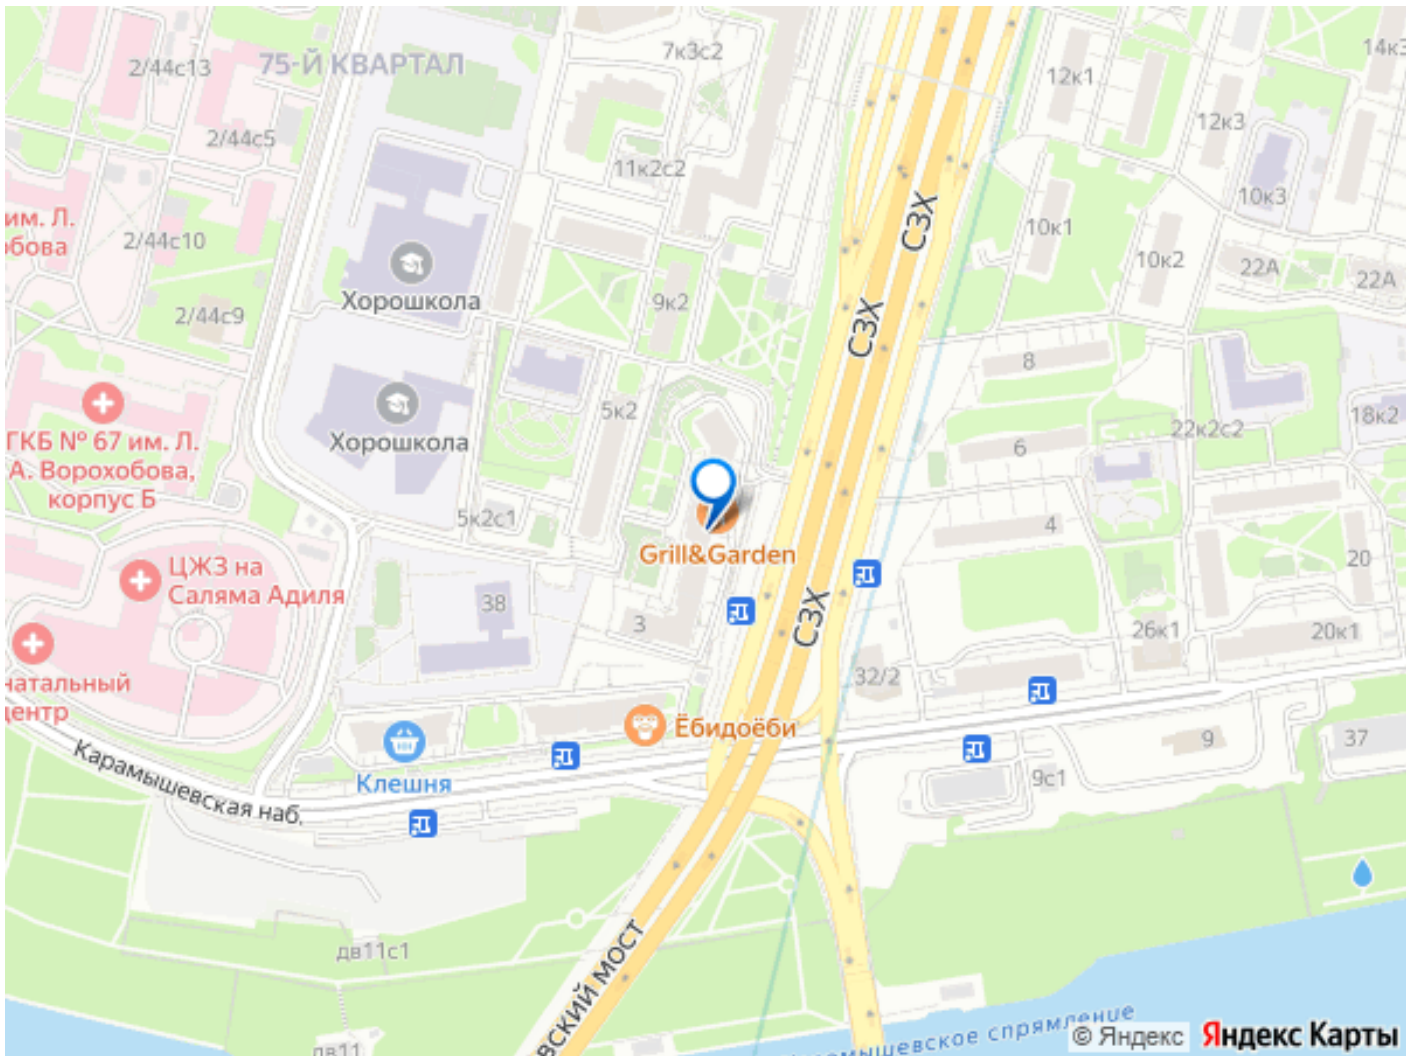 7к3с2
14к3
2/44с13
75-Й КВАРТАЛ
12к1
12к3
2/44с5
11к2с2
10к3
СЗХ
им. Л.
обова
2/44с10
10к1
10к2
22А
22А
Хорошкола
9к2
2/44с9
СЗХ
8
5к2
18к2
22к2с2
Хорошкола
6
ГКБ № 67 им. Л.
А. Ворохобова,
корпус Б
5к2с1
4
Grill&Garden
20
ЦЖЗ на
Саляма Адиля
38
3
СЗХ
26к1
20к1
32/2
натальный
центр
Ёбидоёби
9
37
Карамышевская наб.
Клешня
9с1
дв11с1
ВСКИЙ МОСТ
мышевское спрямление
дв11
© Яндекс
Яндекс Карты